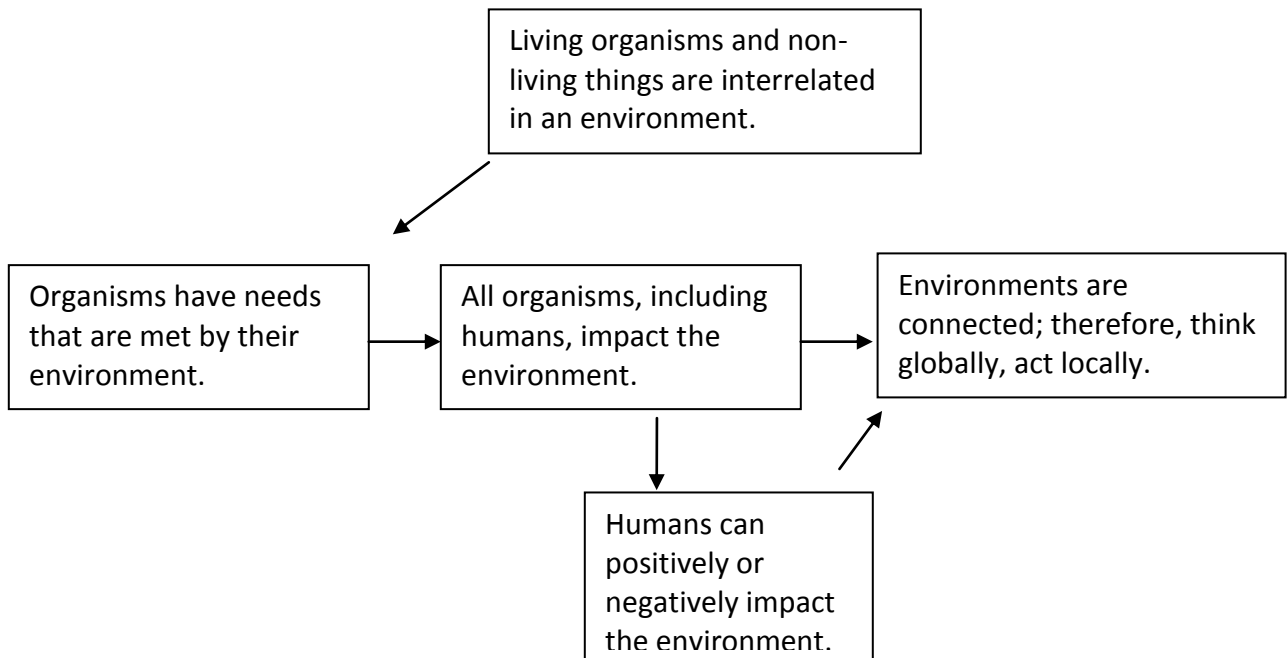 Living organisms and non-
living things are interrelated
in an environment.
Organisms have needs
that are met by their
environment.
All organisms, including
humans, impact the
environment.
Environments are
connected; therefore, think
globally, act locally.
Humans can
positively or
negatively impact
the environment.